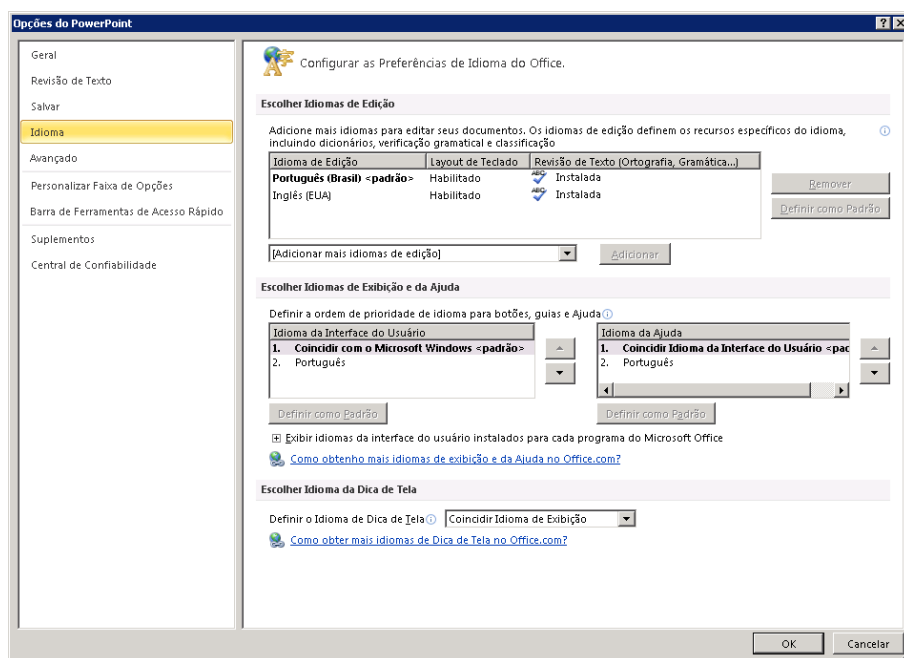 Opções do PowerPoint
Geral
Revisão de Texto
Salvar
Idioma
Avançado
Personalizar Faixa de Opções
Barra de Ferramentas de Acesso Rápido
Suplementos
Central de Confiabilidade
Configurar as Preferências de Idioma do Office.
Escolher Idiomas de Edição
Adicione mais idiomas para editar seus documentos. Os idiomas de edição definem os recursos específicos do idioma,
incluindo dicionários, verificação gramatical e classificação
Idioma de Edição Layout de Teclado Revisão de Texto (Ortografia, Gramática...)
Português (Brasil) <padrão> Habilitado Instalada
Inglês (EUA) Habilitado Instalada
Remover
Definir como Padrão
[Adicionar mais idiomas de edição] Adicionar
Escolher Idiomas de Exibição e da Ajuda
Definir a ordem de prioridade de idioma para botões, guias e Ajuda
Idioma da Interface do Usuário
1. Coincidir com o Microsoft Windows <padrão>
2. Português
Definir como Padrão
Idioma da Ajuda
1. Coincidir Idioma da Interface do Usuário <pac
2. Português
Definir como Padrão
Exibir idiomas da interface do usuário instalados para cada programa do Microsoft Office
Como obtenho mais idiomas de exibição e da Ajuda no Office.com?
Escolher Idioma da Dica de Tela
Definir o Idioma de Dica de Tela Coincidir Idioma de Exibição
Como obter mais idiomas de Dica de Tela no Office.com?
OK Cancelar